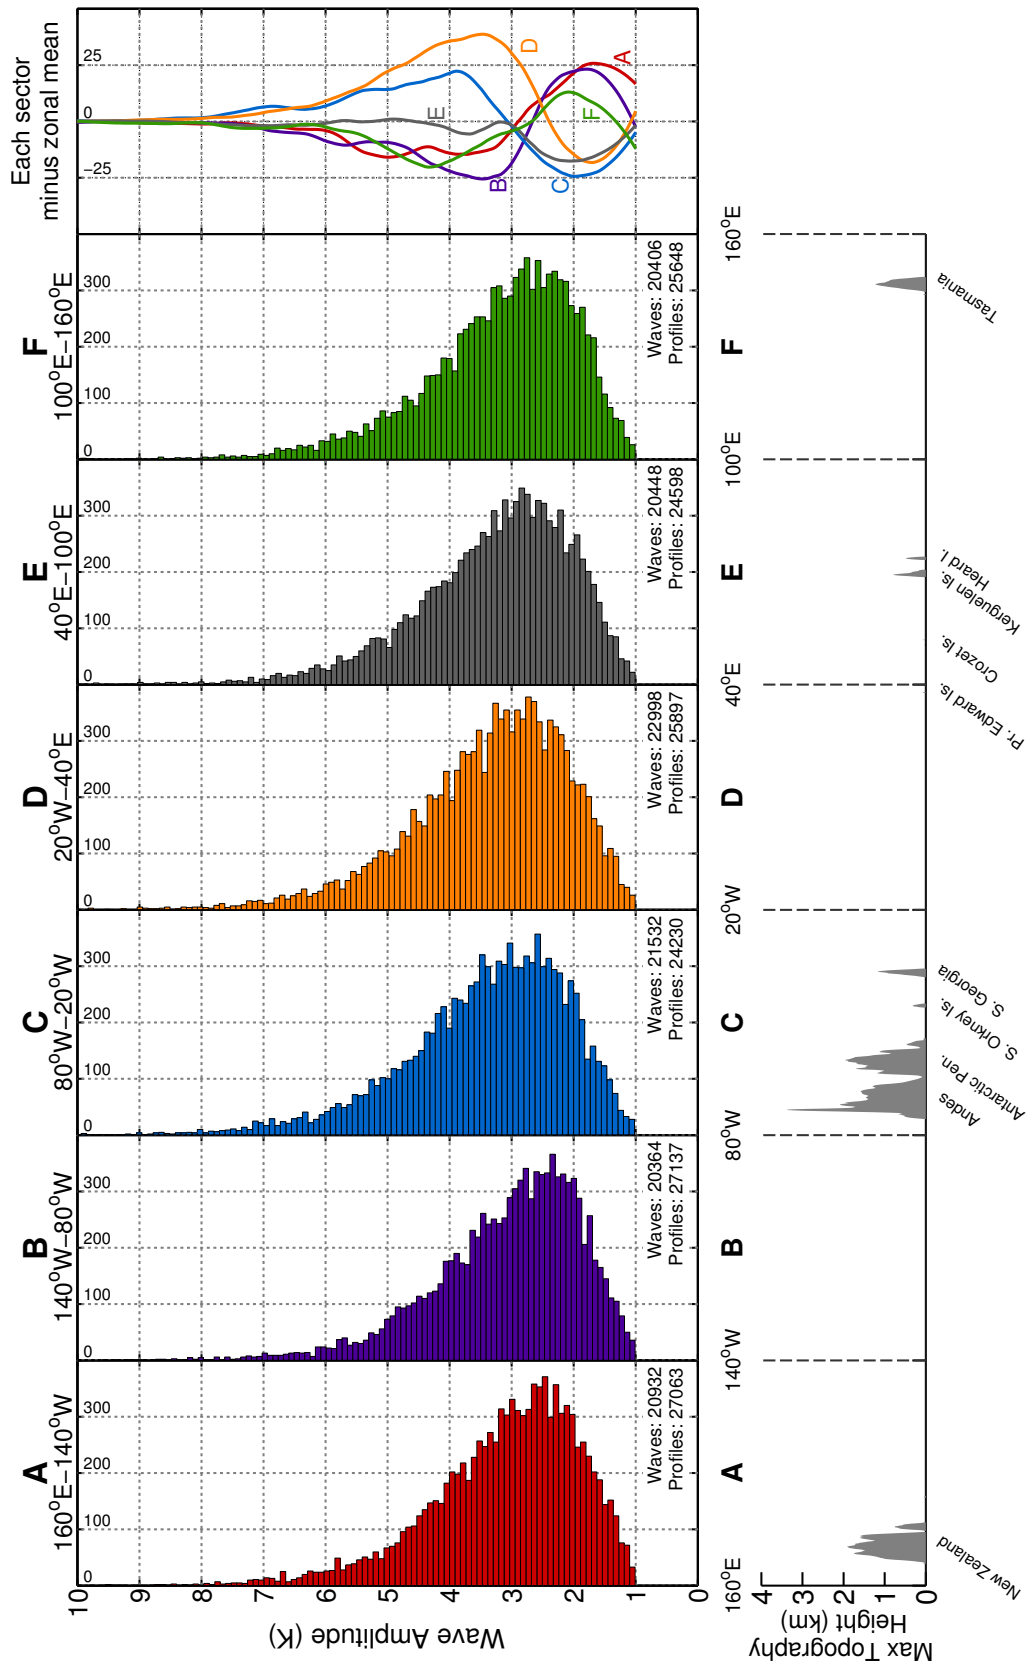 A
B
C
D
E
F
Each sector
minus zonal mean
160°E−140°W
140°W−80°W
80°W−20°W
20°W−40°E
40°E−100°E
100°E−160°E
0 100 200 300
0 100 200 300
0 100 200 300
0 100 200 300
0 100 200 300
0 100 200 300
−25 0 25
10
9
8
7
6
5
4
3
2
1
0
Wave Amplitude (K)
A
B
C
D
E
F
Waves: 20932
Profiles: 27063
Waves: 20364
Profiles: 27137
Waves: 21532
Profiles: 24230
Waves: 22998
Profiles: 25897
Waves: 20448
Profiles: 24598
Waves: 20406
Profiles: 25648
160°E
A
140°W
B
80°W
C
20°W
D
40°E
E
100°E
F
160°E
Max Topography
Height (km)
4
3
2
1
0
New Zealand
Andes
Antarctic Pen.
S. Orkney Is.
S. Georgia
Pr. Edward Is.
Crozet Is.
Kerguelen Is.
Heard I.
Tasmania